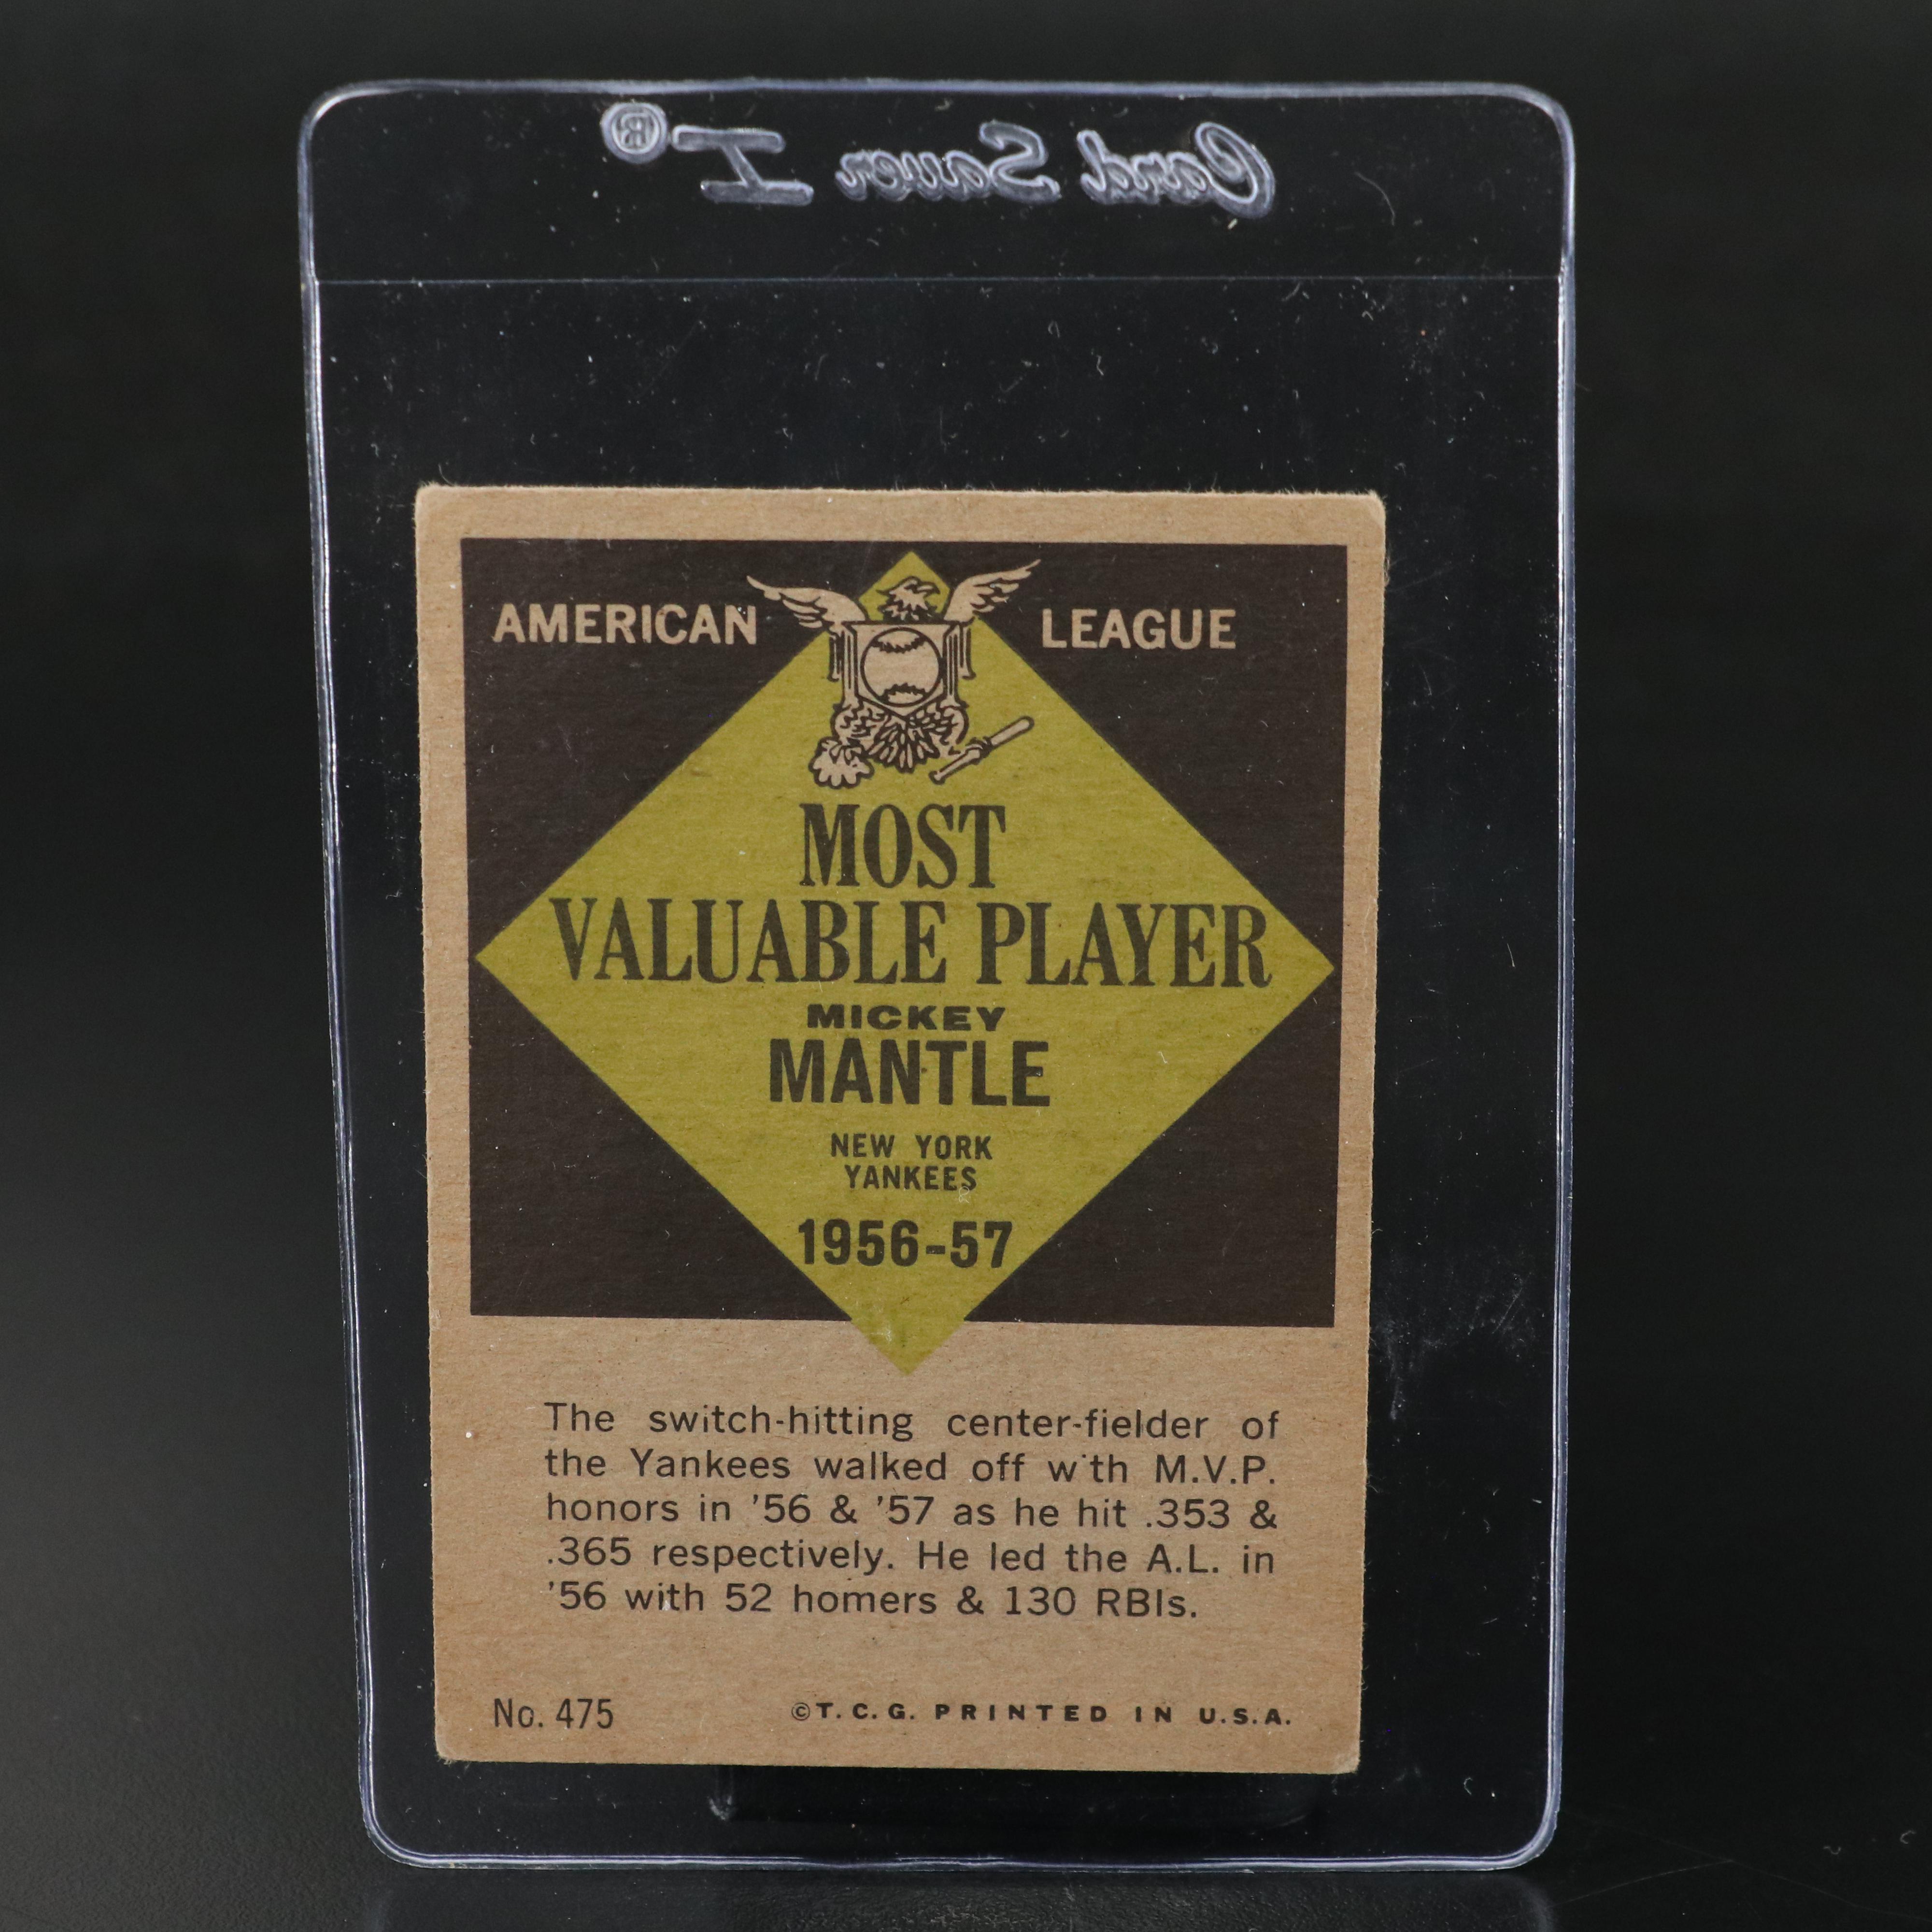 Card Saver I®
AMERICAN LEAGUE
MOST
VALUABLE PLAYER
MICKEY
MANTLE
NEW YORK
YANKEES
1956-57
The switch-hitting center-fielder of
the Yankees walked off w'th M.V.P.
honors in '56 & '57 as he hit .353 &
.365 respectively. He led the A.L. in
'56 with 52 homers & 130 RBIs.
No. 475 ©T.C.G. PRINTED IN U.S.A.